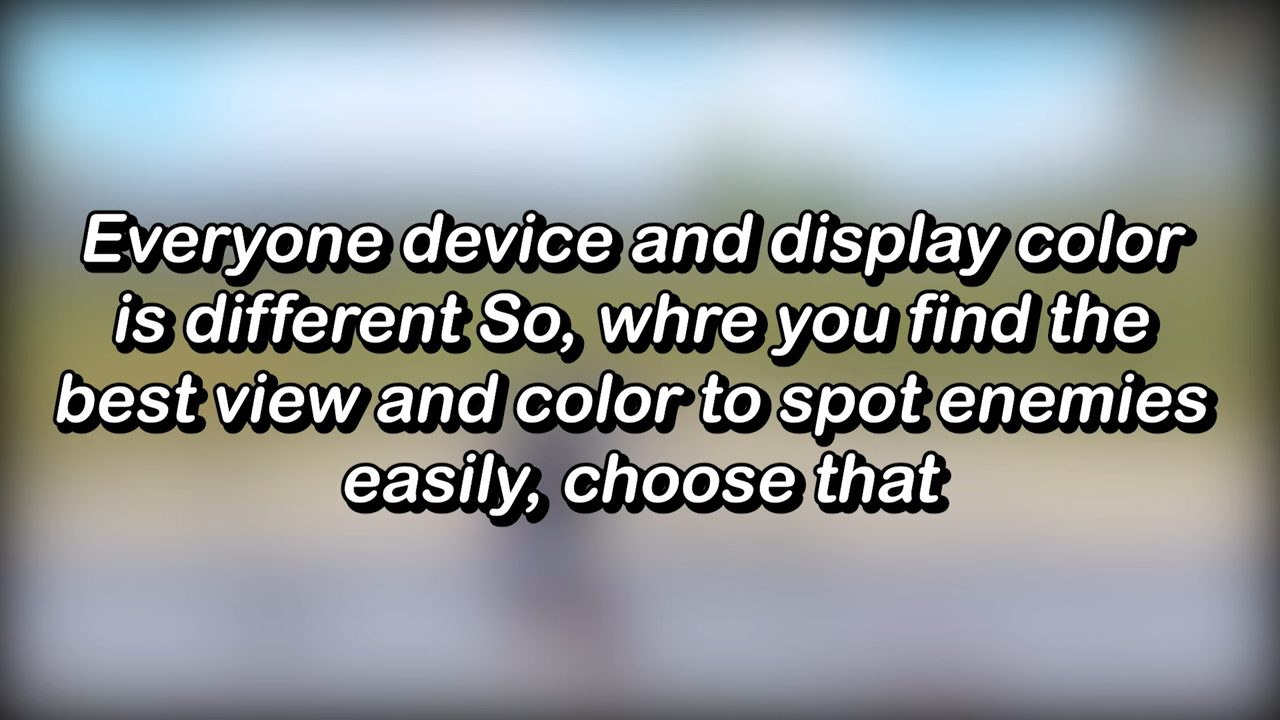 Everyone device and display color
is different So, whre you find the
best view and color to spot enemies
easily, choose that